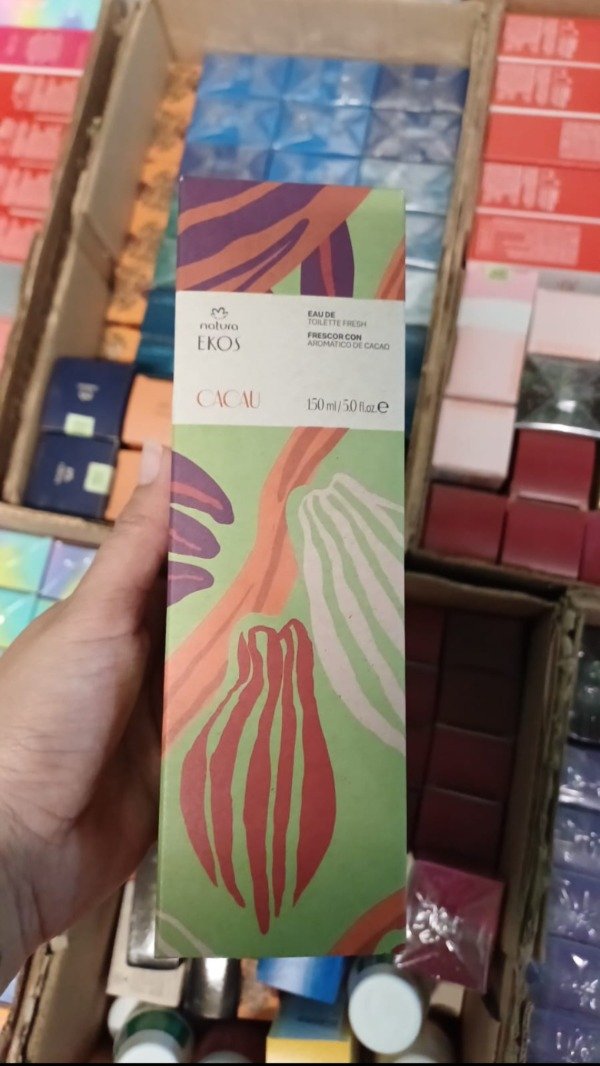 natura
EKOS
CACAU
EAU DE
TOILETTE FRESH
FRESCOR CON
AROMÁTICO DE CACAO
150 ml / 5.0 fl.oz e